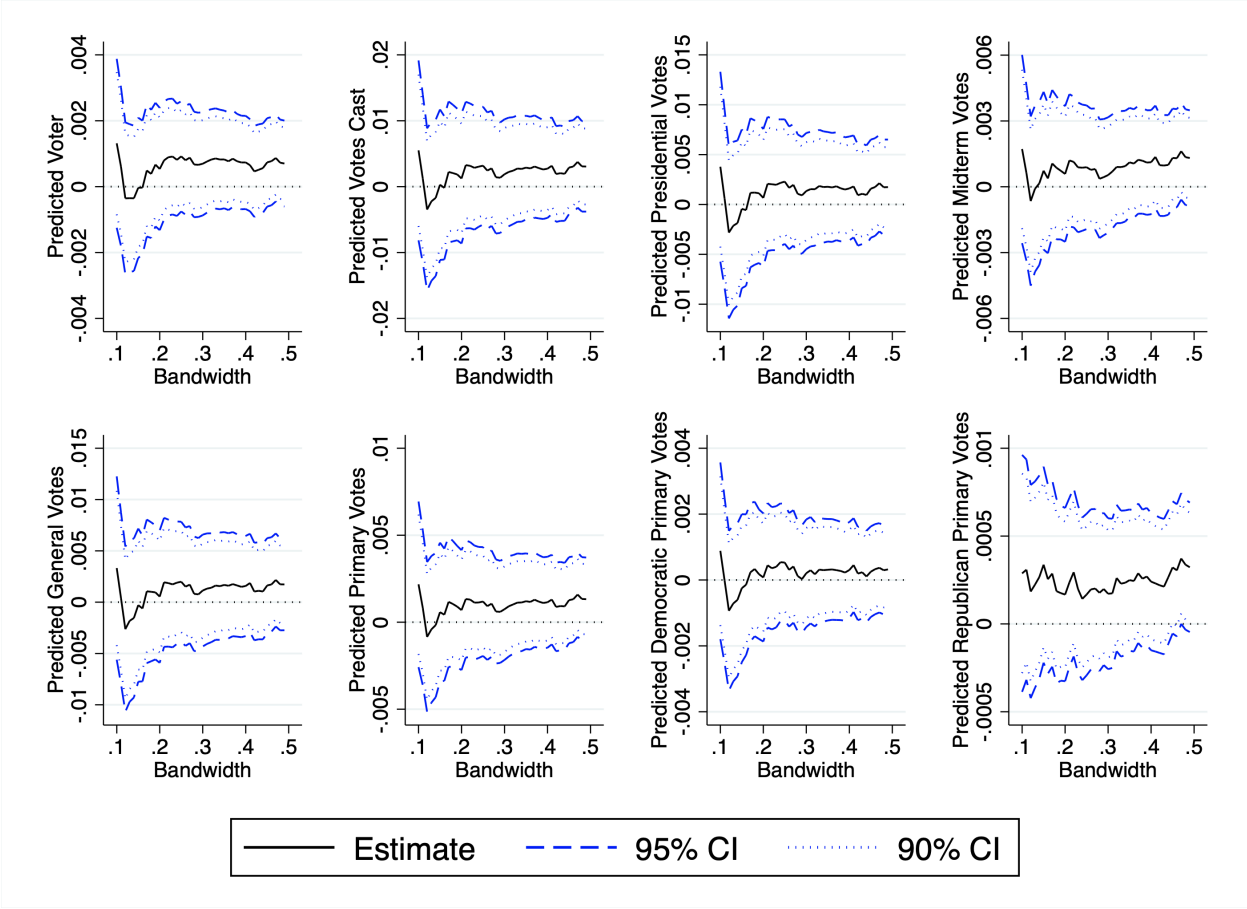 Predicted Voter
.004
.002
0
-.002
-.004
.1 .2 .3 .4 .5
Bandwidth
Predicted Votes Cast
.02
.01
0
-.01
-.02
.1 .2 .3 .4 .5
Bandwidth
Predicted Presidential Votes
.015
.01
.005
0
-.005
-.01
.1 .2 .3 .4 .5
Bandwidth
Predicted Midterm Votes
.006
.003
0
-.003
-.006
.1 .2 .3 .4 .5
Bandwidth
Predicted General Votes
.015
.01
.005
0
-.005
-.01
.1 .2 .3 .4 .5
Bandwidth
Predicted Primary Votes
.01
.005
0
-.005
.1 .2 .3 .4 .5
Bandwidth
Predicted Democratic Primary Votes
.004
.002
0
-.002
-.004
.1 .2 .3 .4 .5
Bandwidth
Predicted Republican Primary Votes
.001
.0005
0
-.0005
.1 .2 .3 .4 .5
Bandwidth
Estimate 95% CI 90% CI